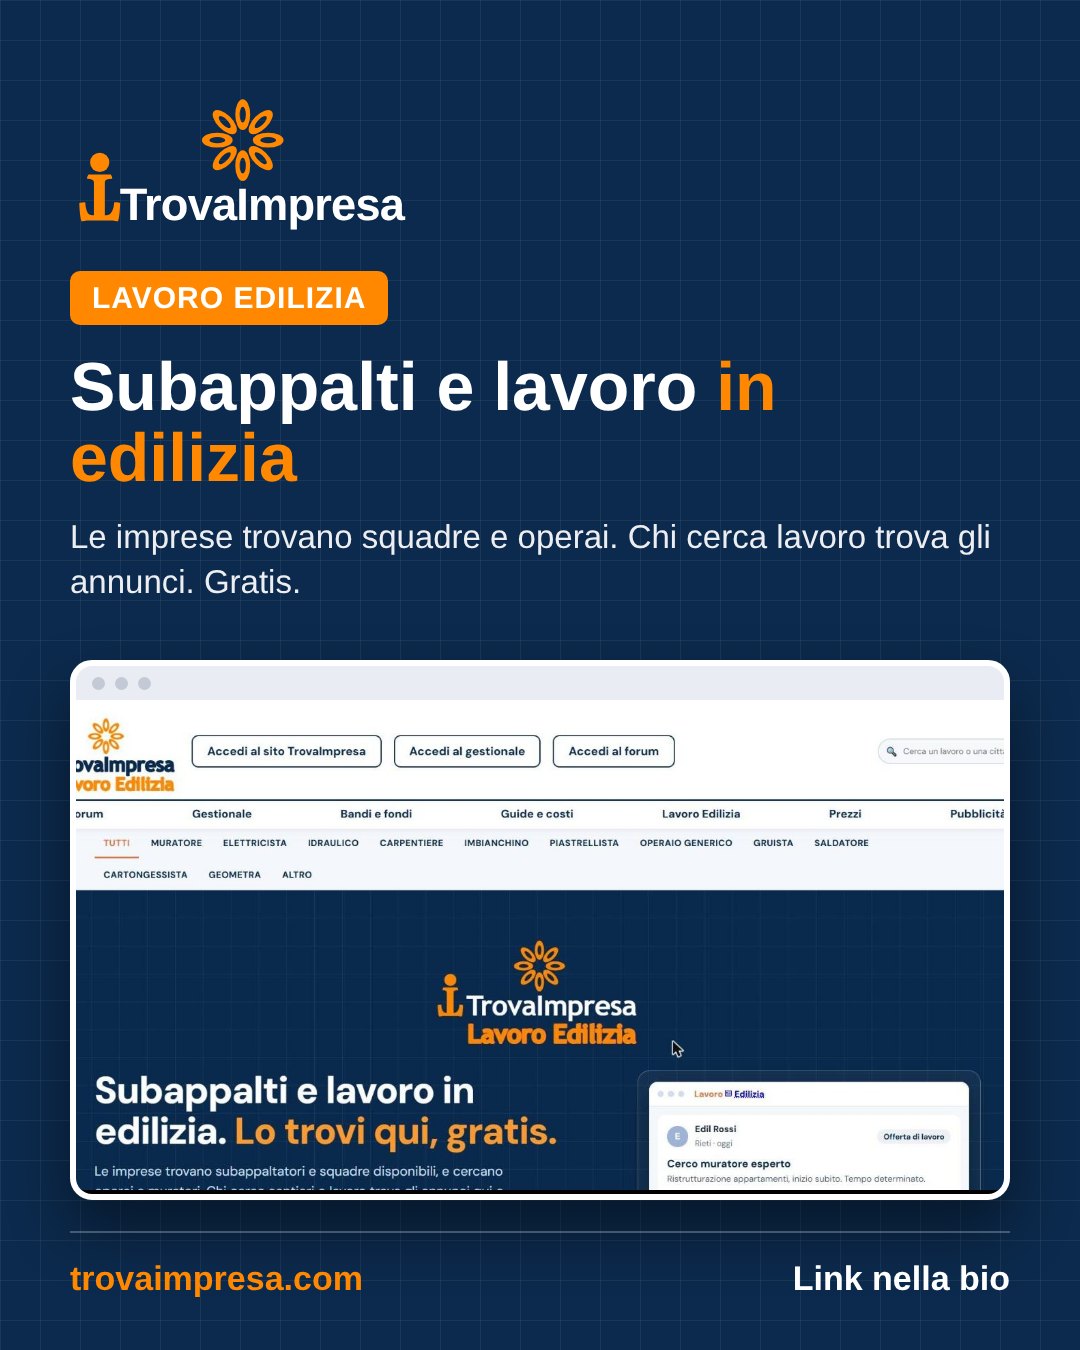 TrovaImpresa
LAVORO EDILIZIA
Subappalti e lavoro in
edilizia
Le imprese trovano squadre e operai. Chi cerca lavoro trova gli
annunci. Gratis.
ovaImpresa
voro Edilizia
Accedi al sito TrovaImpresa
Accedi al gestionale
Accedi al forum
Cerca un lavoro o una città
orum
Gestionale
Bandi e fondi
Guide e costi
Lavoro Edilizia
Prezzi
Pubblicità
TUTTI MURATORE ELETTRICISTA IDRAULICO CARPENTIERE IMBIANCHINO PIASTRELLISTA OPERAIO GENERICO GRUISTA SALDATORE
CARTONGESSISTA GEOMETRA ALTRO
TrovaImpresa
Lavoro Edilizia
Subappalti e lavoro in
edilizia. Lo trovi qui, gratis.
Le imprese trovano subappaltatori e squadre disponibili, e cercano
Lavoro Edilizia
E
Edil Rossi
Rieti · oggi
Offerta di lavoro
Cerco muratore esperto
Ristrutturazione appartamenti, inizio subito. Tempo determinato.
trovaimpresa.com
Link nella bio